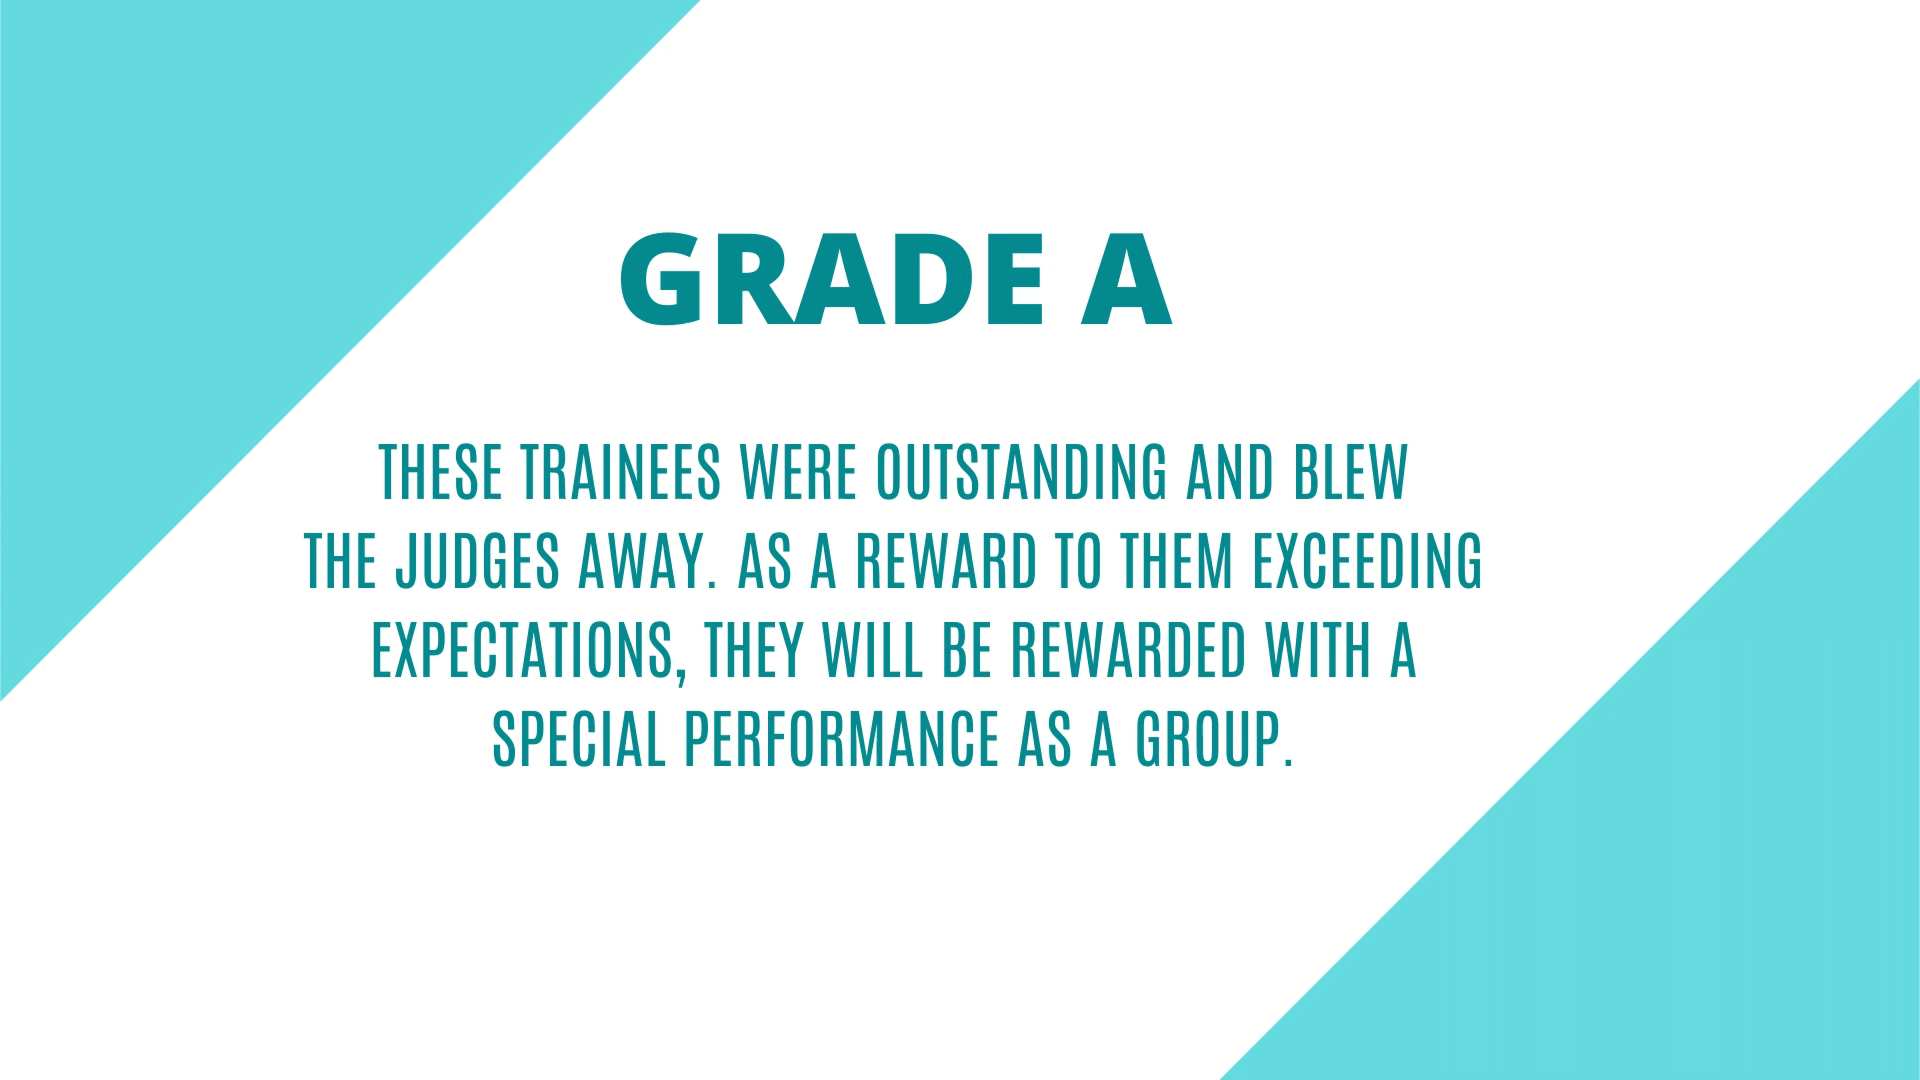 GRADE A
THESE TRAINEES WERE OUTSTANDING AND BLEW
THE JUDGES AWAY. AS A REWARD TO THEM EXCEEDING
EXPECTATIONS, THEY WILL BE REWARDED WITH A
SPECIAL PERFORMANCE AS A GROUP.